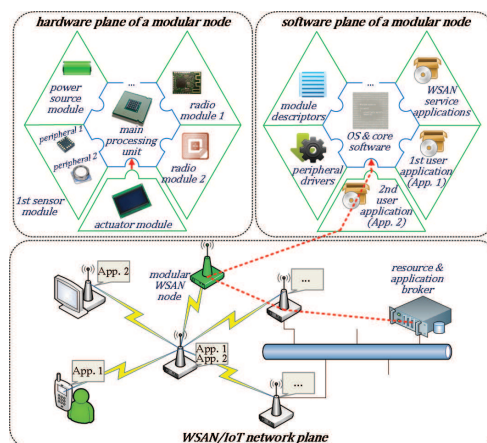 hardware plane of a modular node
...
power
source
module
radio module 1
peripheral 1
main
processing
unit
peripheral 2
radio
module 2
1st sensor
module
actuator module
software plane of a modular node
...
module
descriptors
WSAN
service
applications
OS & core
software
peripheral
drivers
1st user
application
(App. 1)
2nd user
application
(App. 2)
App. 2
modular
WSAN
node
...
resource &
application
broker
App. 1
App. 2
App. 1
...
WSAN/IoT network plane